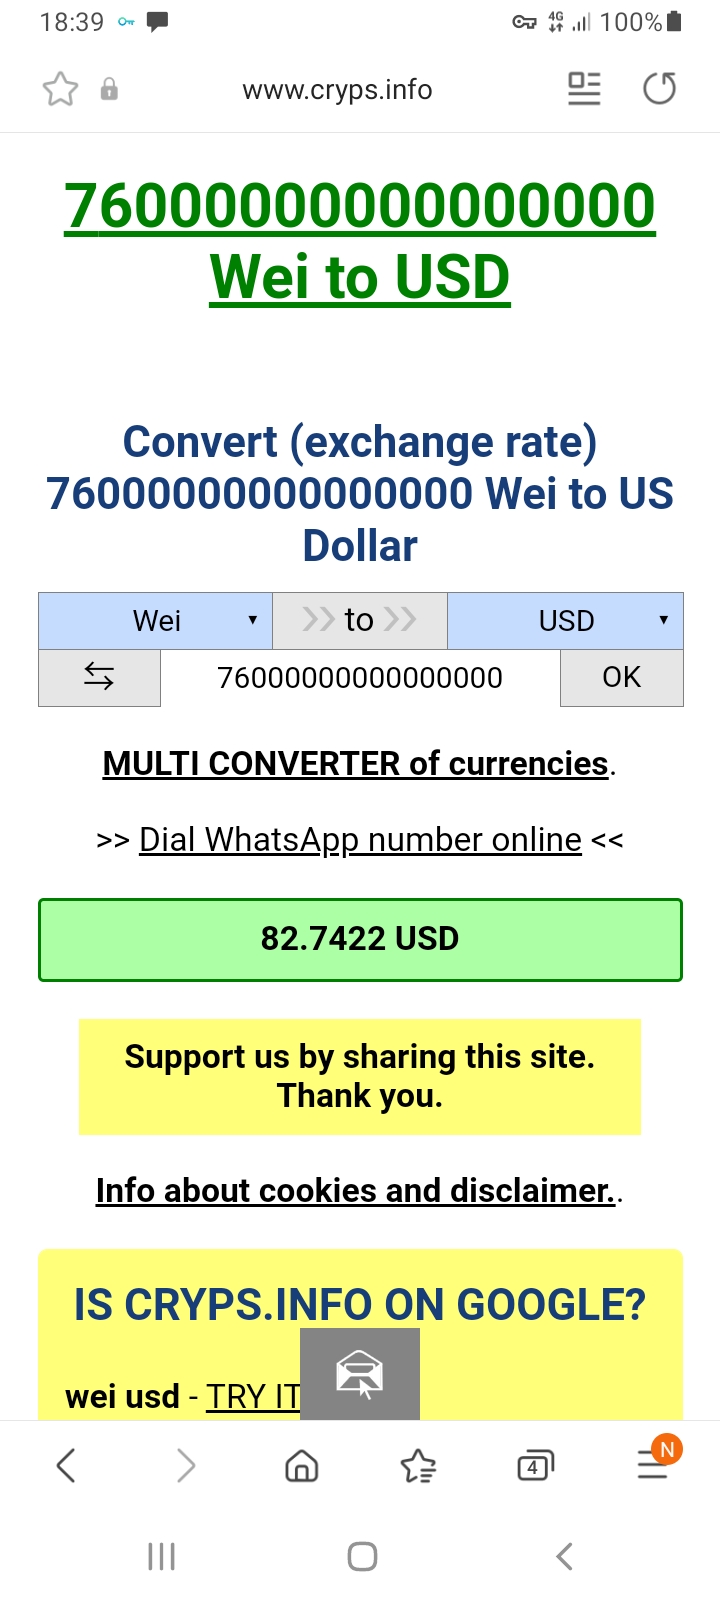 18:39
4G
100%
www.cryps.info
76000000000000000
Wei to USD
Convert (exchange rate)
76000000000000000 Wei to US
Dollar
Wei ▼ to USD ▼
⇆ 76000000000000000 OK
MULTI CONVERTER of currencies.
>> Dial WhatsApp number online <<
82.7422 USD
Support us by sharing this site.
Thank you.
Info about cookies and disclaimer..
IS CRYPS.INFO ON GOOGLE?
wei usd - TRY IT
4
N